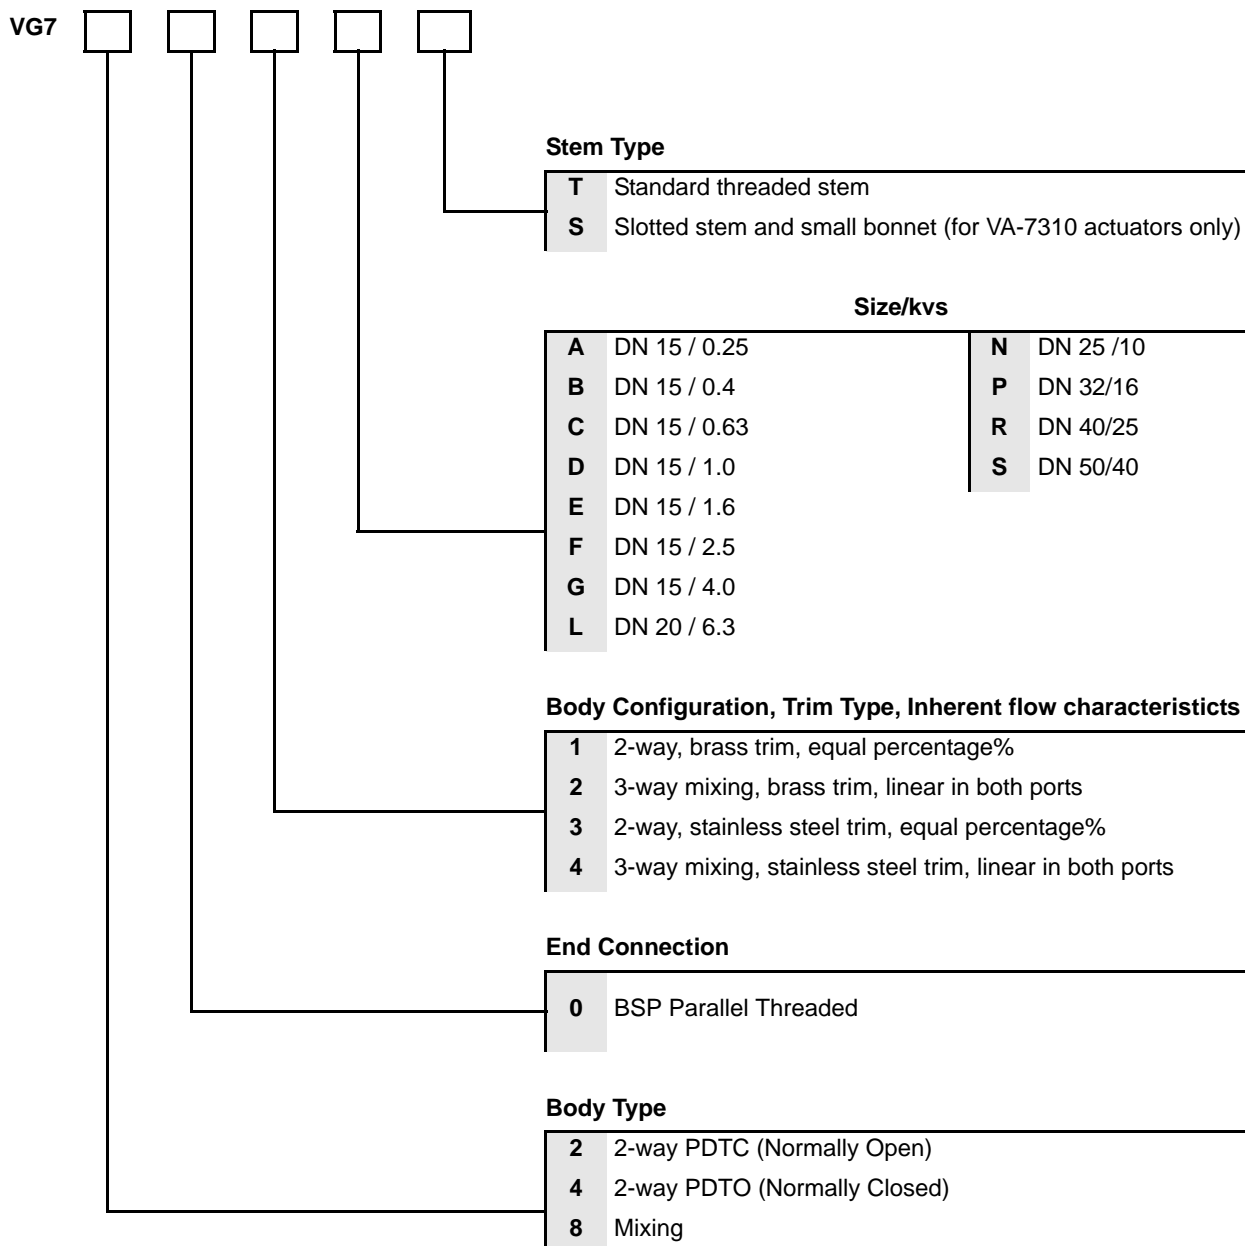 VG7
Stem Type
T Standard threaded stem
S Slotted stem and small bonnet (for VA-7310 actuators only)
Size/kvs
A DN 15 / 0.25 N DN 25 /10
B DN 15 / 0.4 P DN 32/16
C DN 15 / 0.63 R DN 40/25
D DN 15 / 1.0 S DN 50/40
E DN 15 / 1.6
F DN 15 / 2.5
G DN 15 / 4.0
L DN 20 / 6.3
Body Configuration, Trim Type, Inherent flow characteristicts
1 2-way, brass trim, equal percentage%
2 3-way mixing, brass trim, linear in both ports
3 2-way, stainless steel trim, equal percentage%
4 3-way mixing, stainless steel trim, linear in both ports
End Connection
0 BSP Parallel Threaded
Body Type
2 2-way PDTC (Normally Open)
4 2-way PDTO (Normally Closed)
8 Mixing